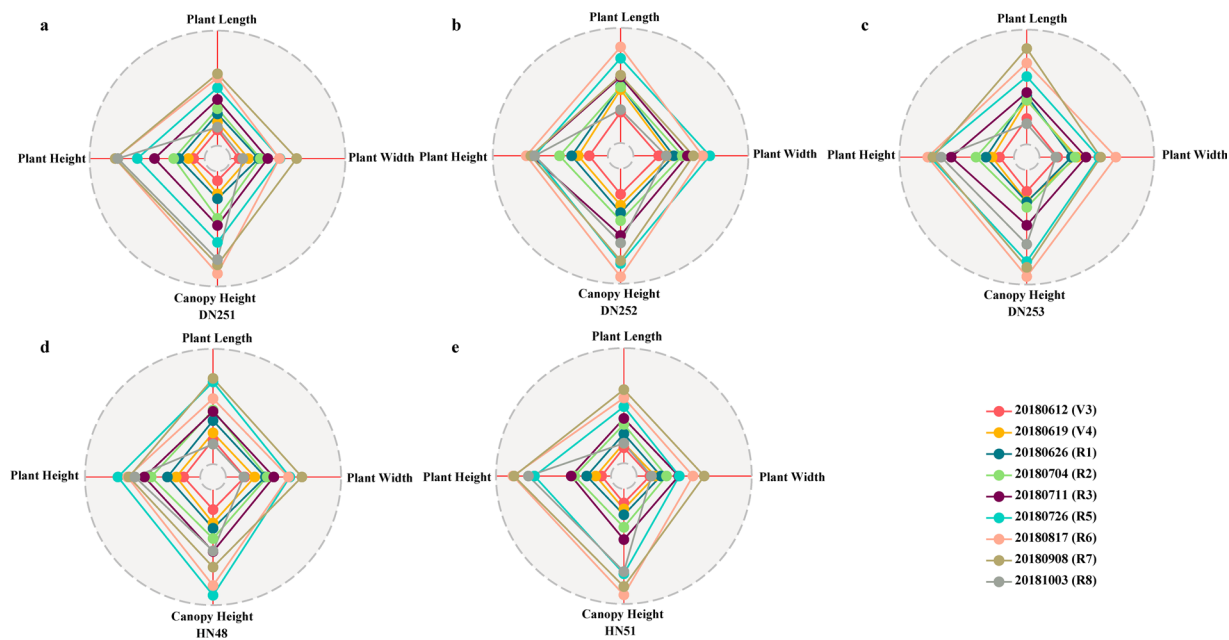 a
Plant Length
Plant Height
Plant Width
Canopy Height
DN251
b
Plant Length
Plant Height
Plant Width
Canopy Height
DN252
c
Plant Length
Plant Height
Plant Width
Canopy Height
DN253
d
Plant Length
Plant Height
Plant Width
Canopy Height
HN48
e
Plant Length
Plant Height
Plant Width
Canopy Height
HN51
20180612 (V3)
20180619 (V4)
20180626 (R1)
20180704 (R2)
20180711 (R3)
20180726 (R5)
20180817 (R6)
20180908 (R7)
20181003 (R8)